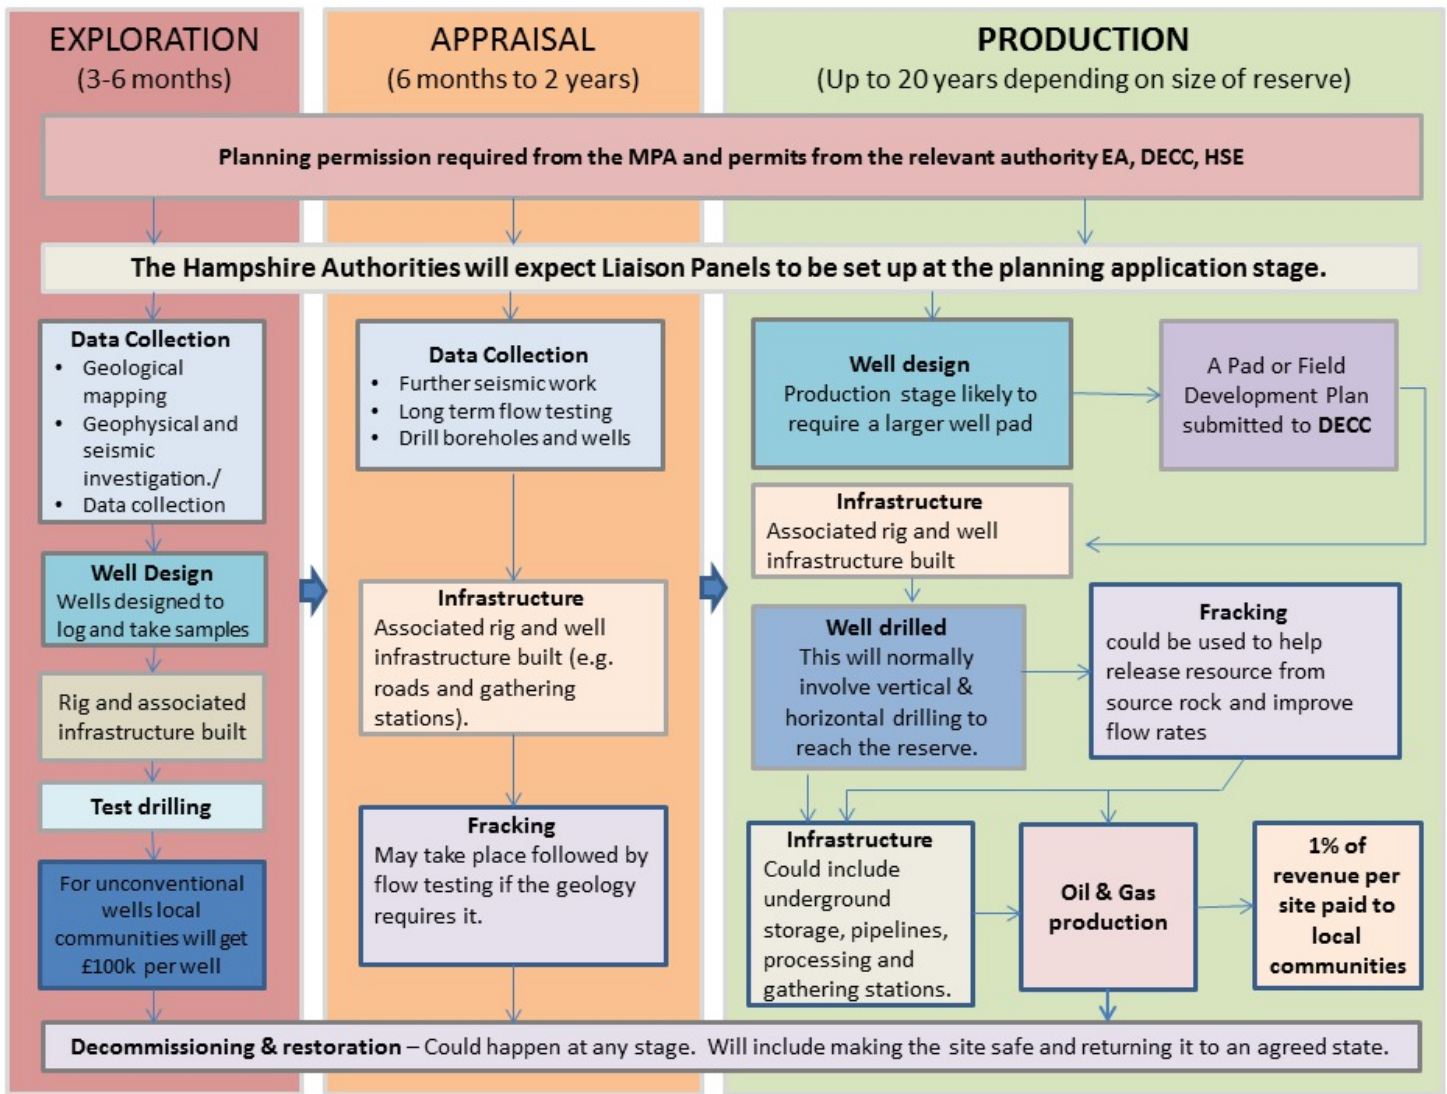 EXPLORATION
(3-6 months)
APPRAISAL
(6 months to 2 years)
PRODUCTION
(Up to 20 years depending on size of reserve)
Planning permission required from the MPA and permits from the relevant authority EA, DECC, HSE
The Hampshire Authorities will expect Liaison Panels to be set up at the planning application stage.
Data Collection
• Geological
mapping
• Geophysical and
seismic
investigation./
• Data collection
Well Design
Wells designed to
log and take samples
Rig and associated
infrastructure built
Test drilling
For unconventional
wells local
communities will get
£100k per well
Data Collection
• Further seismic work
• Long term flow testing
• Drill boreholes and wells
Infrastructure
Associated rig and well
infrastructure built (e.g.
roads and gathering
stations).
Fracking
May take place followed by
flow testing if the geology
requires it.
Well design
Production stage likely to
require a larger well pad
A Pad or Field
Development Plan
submitted to DECC
Infrastructure
Associated rig and well
infrastructure built
Well drilled
This will normally
involve vertical &
horizontal drilling to
reach the reserve.
Fracking
could be used to help
release resource from
source rock and improve
flow rates
Infrastructure
Could include
underground
storage, pipelines,
processing and
gathering stations.
Oil & Gas
production
1% of
revenue per
site paid to
local
communities
Decommissioning & restoration – Could happen at any stage. Will include making the site safe and returning it to an agreed state.